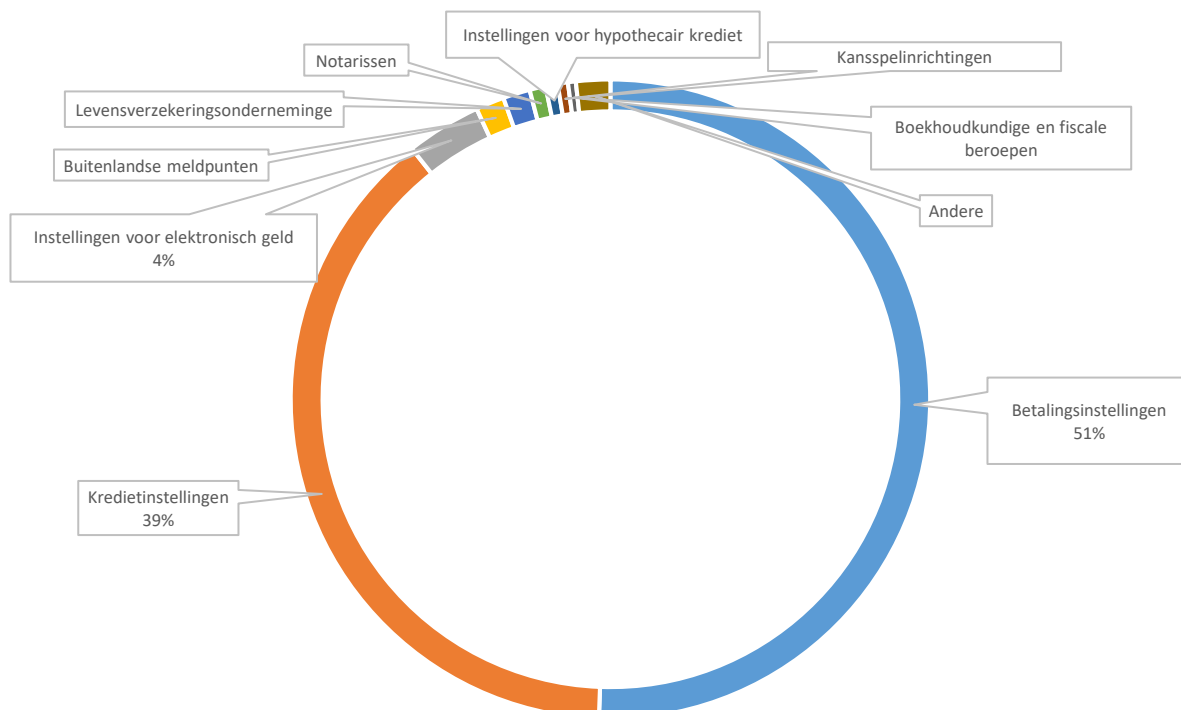 Instellingen voor hypothecair krediet
Kansspelinrichtingen
Notarissen
Levensverzekeringsonderneminge
Boekhoudkundige en fiscale
beroepen
Buitenlandse meldpunten
Andere
Instellingen voor elektronisch geld
4%
Betalingsinstellingen
51%
Kredietinstellingen
39%